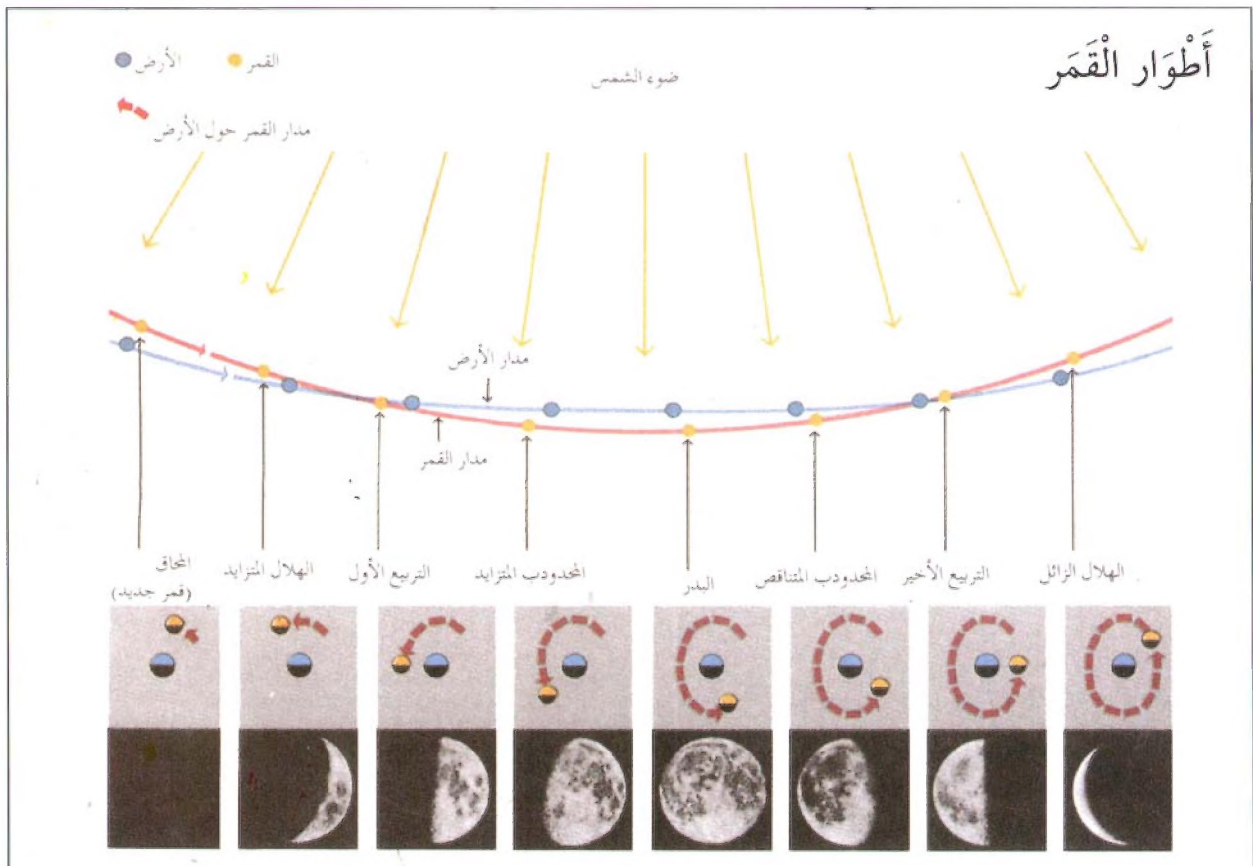 أَطْوَار الْقَمَر
القمر
الأرض
مدار القمر حول الأرض
ضوء الشمس
مدار الأرض
مدار القمر
الهلال الزائل
التربيع الأخير
المحدودب المتناقص
البدر
المحدودب المتزايد
التربيع الأول
الهلال المتزايد
المحاق
(قمر جديد)